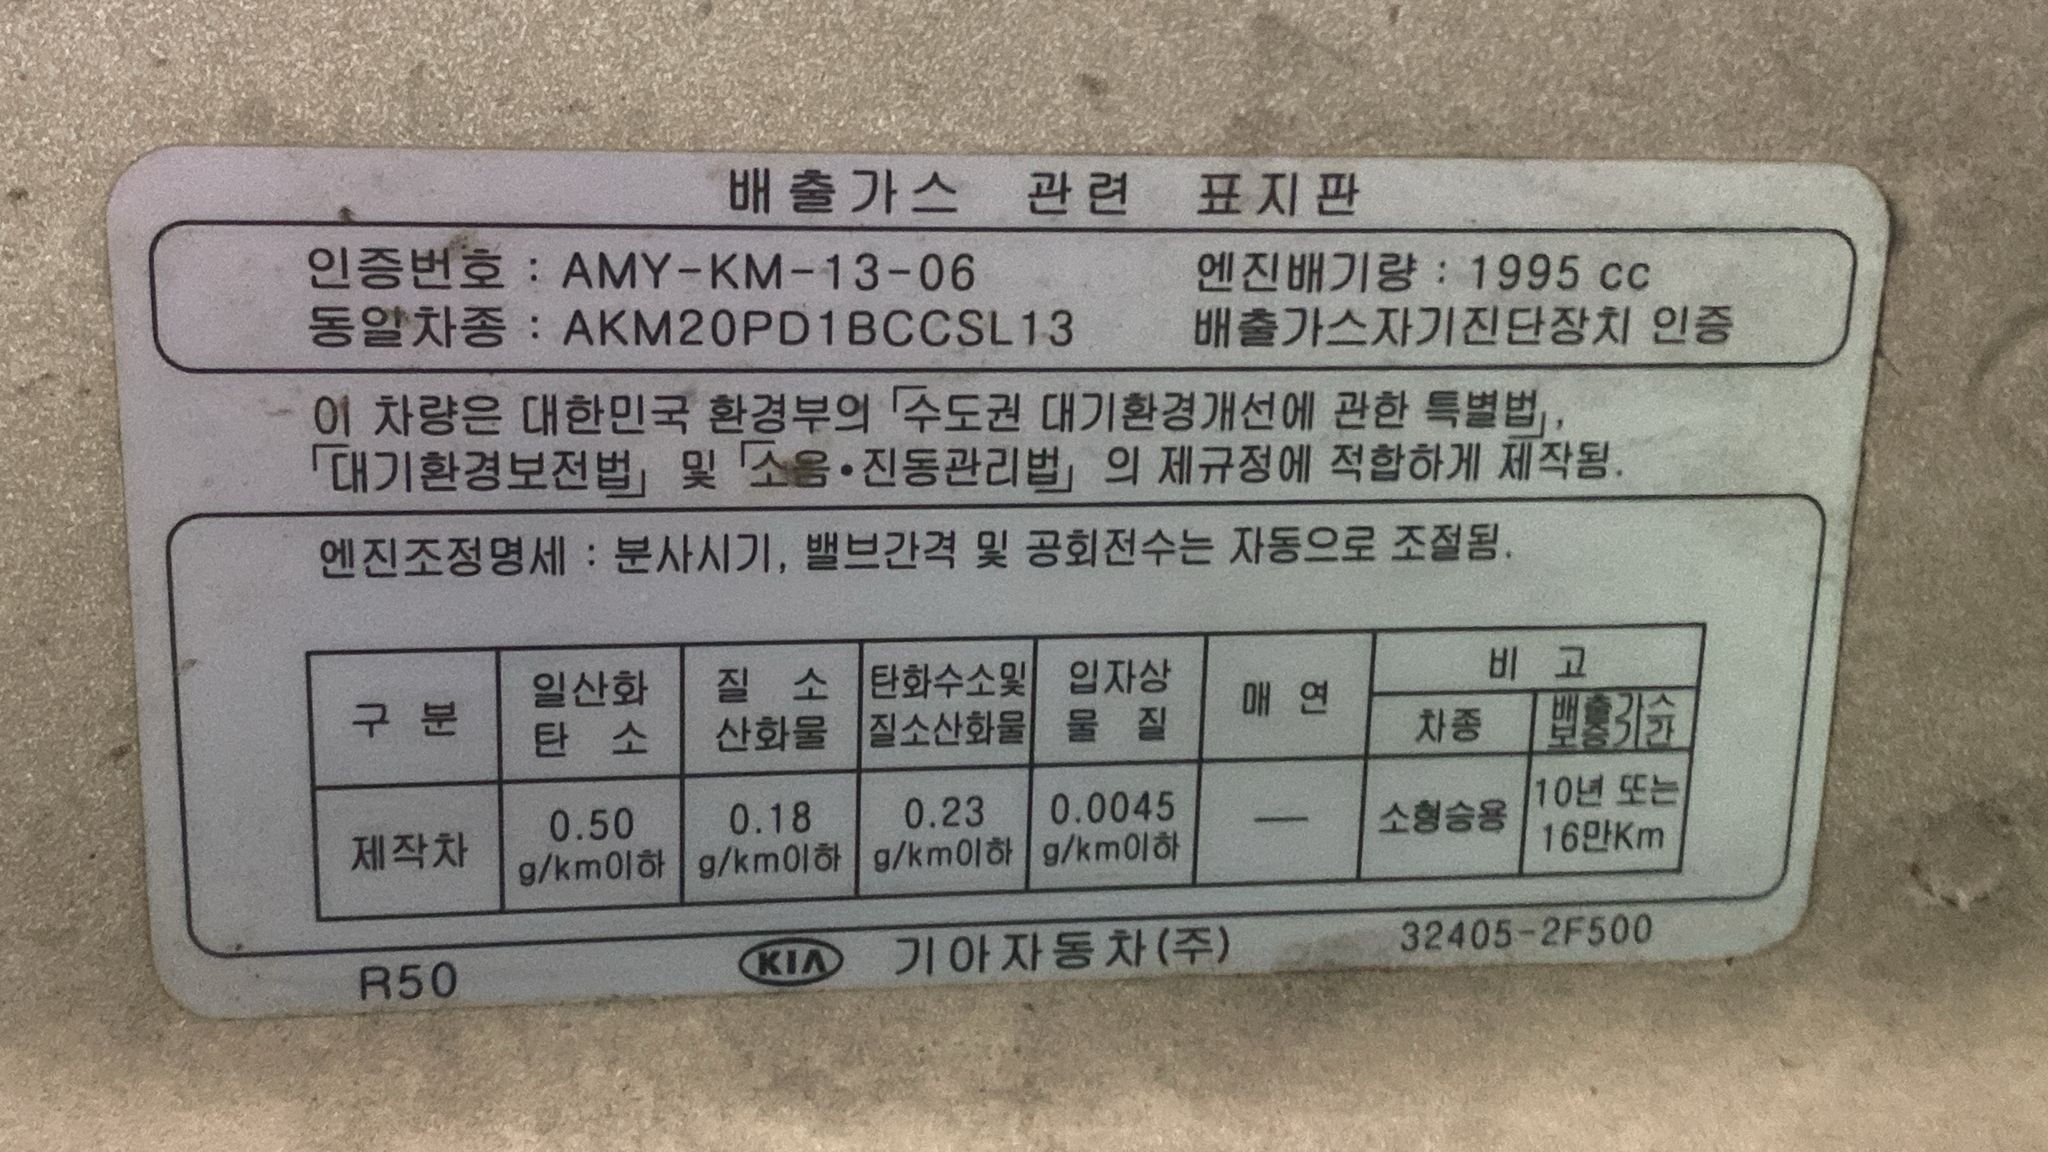 배출가스 관련 표지판
인증번호 : AMY-KM-13-06 엔진배기량 : 1995 cc
동일차종 : AKM20PD1BCCSL13 배출가스자기진단장치 인증
이 차량은 대한민국 환경부의 「수도권 대기환경개선에 관한 특별법」,
「대기환경보전법」 및 「소음•진동관리법」 의 제규정에 적합하게 제작됨.
엔진조정명세 : 분사시기, 밸브간격 및 공회전수는 자동으로 조절됨.
구 분 일산화 탄 소 질 소 산화물 탄화수소및 질소산화물 입자상 물 질 매 연 비 고
차종 배출가스 보증기간
제작차 0.50 g/km이하 0.18 g/km이하 0.23 g/km이하 0.0045 g/km이하 — 소형승용 10년 또는 16만Km
R50 KIA 기아자동차(주) 32405-2F500